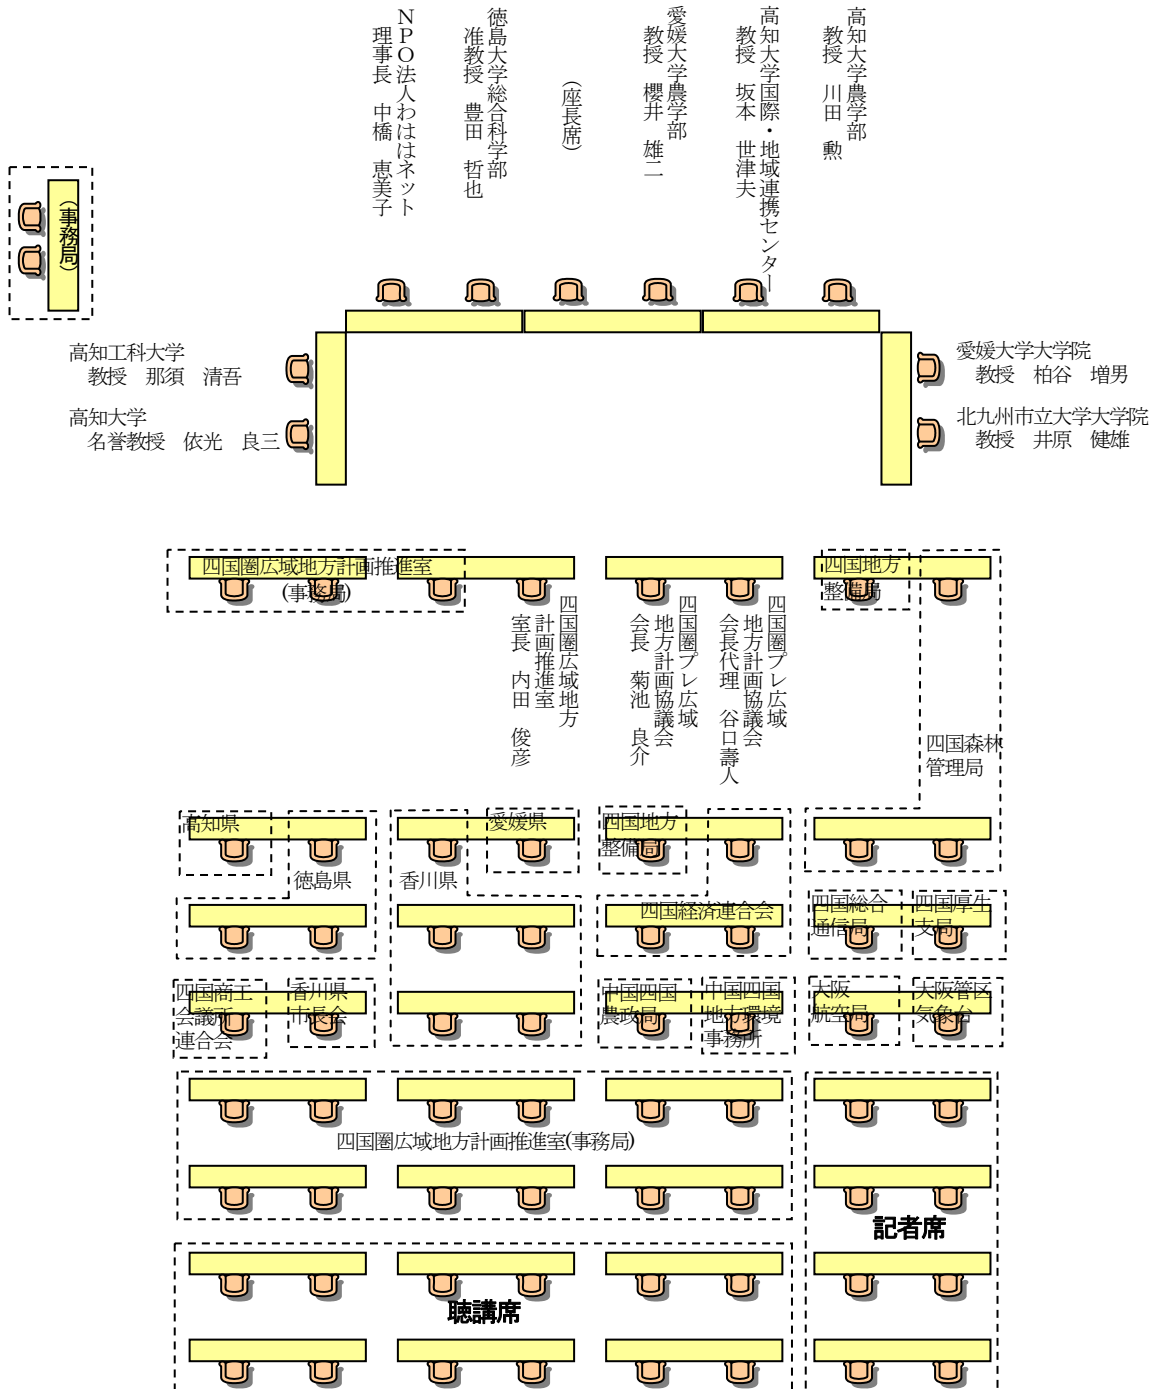 高知大学農学部
教授　川田　勲
高知大学国際・地域連携センター
教授　坂本　世津夫
愛媛大学農学部
教授　櫻井　雄二
（座長席）
徳島大学総合科学部
准教授　豊田　哲也
ＮＰＯ法人わははネット
理事長　中橋　恵美子
（事務局）
高知工科大学
教授　那須　清吾
高知大学
名誉教授　依光　良三
愛媛大学大学院
教授　柏谷　増男
北九州市立大学大学院
教授　井原　健雄
四国圏広域地方計画推進室
(事務局)
四国地方
整備局
四国圏プレ広域
地方計画協議会
会長代理　谷口壽人
四国圏プレ広域
地方計画協議会
会長　菊池　良介
四国圏広域地方
計画推進室
室長　内田　俊彦
四国森林
管理局
高知県
徳島県
香川県
愛媛県
四国地方
整備局
四国経済連合会
四国総合
通信局
四国厚生
支局
四国商工
会議所
連合会
香川県
市長会
中国四国
農政局
中国四国
地方環境
事務所
大阪
航空局
大阪管区
気象台
四国圏広域地方計画推進室(事務局)
記者席
聴講席